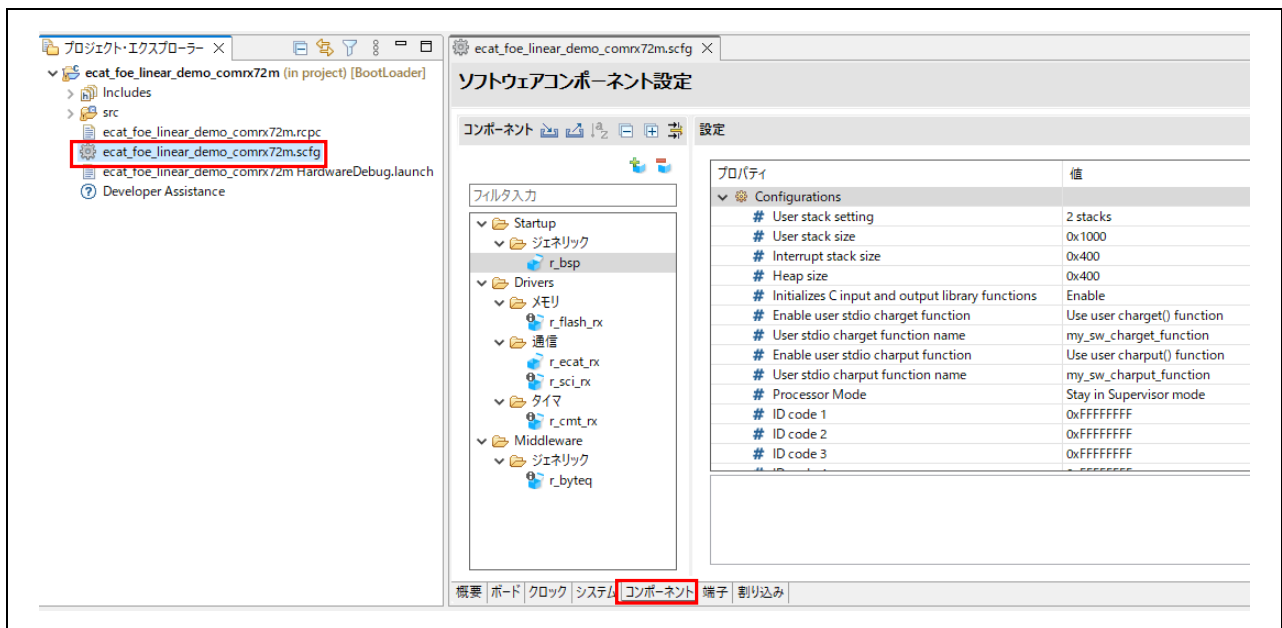 プロジェクト・エクスプローラー
ecat_foe_linear_demo_comrx72m (in project) [BootLoader]
Includes
src
ecat_foe_linear_demo_comrx72m.rcpc
ecat_foe_linear_demo_comrx72m.scfg
ecat_foe_linear_demo_comrx72m HardwareDebug.launch
Developer Assistance
ecat_foe_linear_demo_comrx72m.scfg
ソフトウェアコンポーネント設定
コンポーネント
フィルタ入力
Startup
ジェネリック
r_bsp
Drivers
メモリ
r_flash_rx
通信
r_ecat_rx
r_sci_rx
タイマ
r_cmt_rx
Middleware
ジェネリック
r_byteq
設定
プロパティ 値
Configurations
# User stack setting 2 stacks
# User stack size 0x1000
# Interrupt stack size 0x400
# Heap size 0x400
# Initializes C input and output library functions Enable
# Enable user stdio charget function Use user charget() function
# User stdio charget function name my_sw_charget_function
# Enable user stdio charput function Use user charput() function
# User stdio charput function name my_sw_charput_function
# Processor Mode Stay in Supervisor mode
# ID code 1 0xFFFFFFFF
# ID code 2 0xFFFFFFFF
# ID code 3 0xFFFFFFFF
概要 ボード クロック システム コンポーネント 端子 割り込み